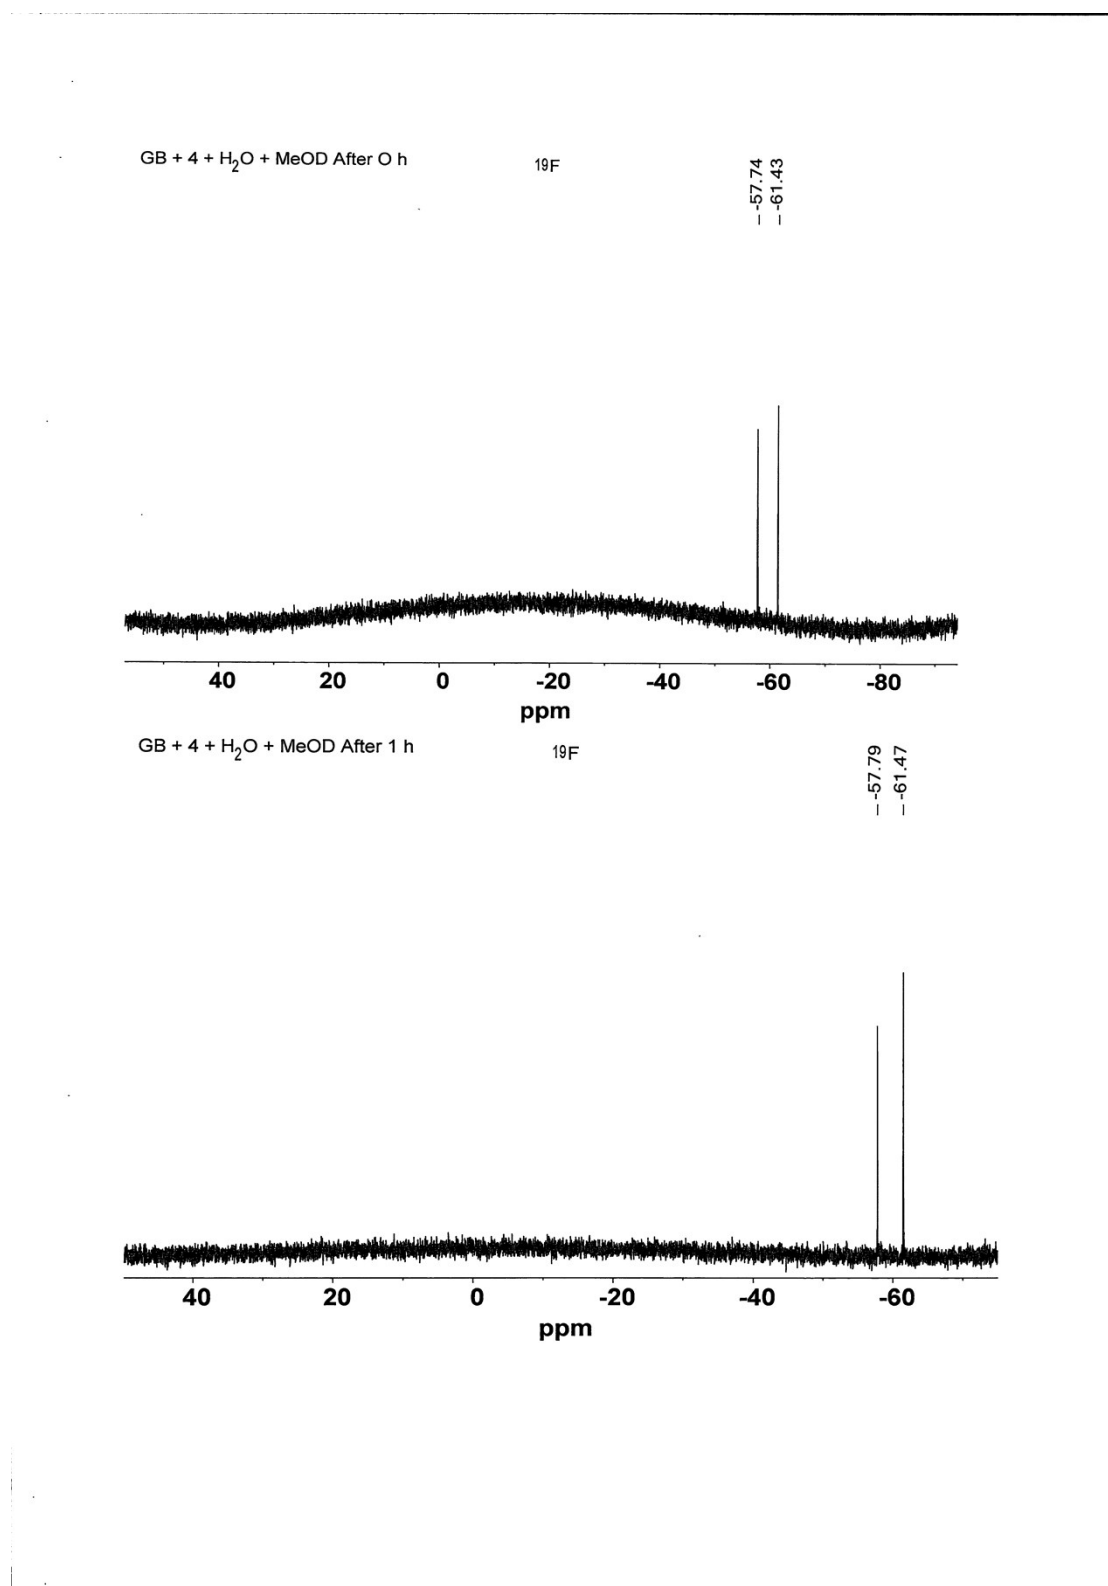 GB + 4 + H₂O + MeOD After O h
¹⁹F
-57.74
-61.43
40 20 0 -20 -40 -60 -80
ppm
GB + 4 + H₂O + MeOD After 1 h
¹⁹F
-57.79
-61.47
40 20 0 -20 -40 -60
ppm